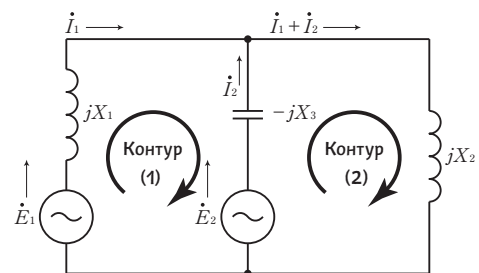 İ₁
İ₁ + İ₂
İ₂
jX₁
−jX₃
jX₂
Контур
(1)
Контур
(2)
Ė₁
Ė₂